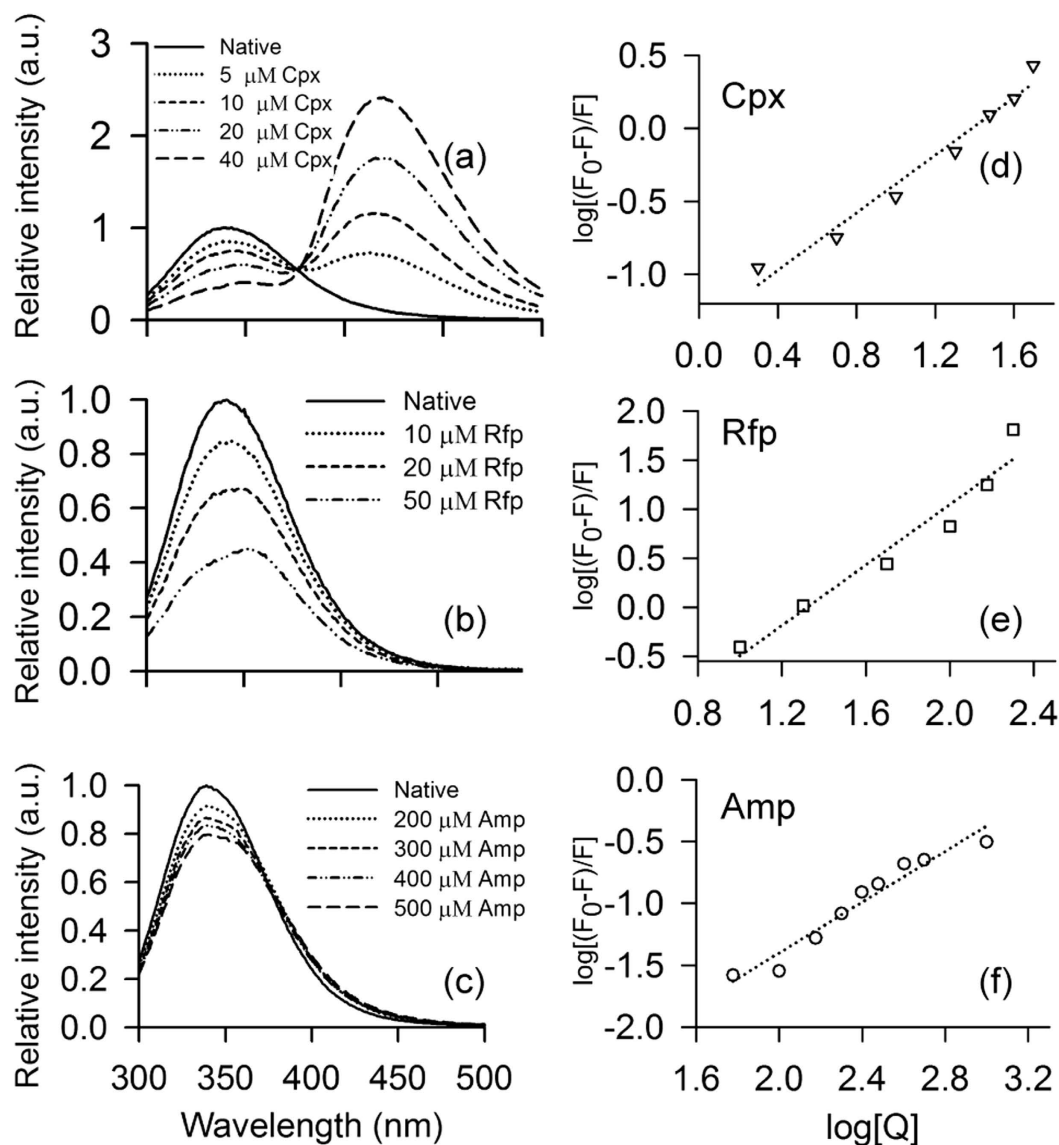 Relative intensity (a.u.)
3
2
1
0
Native
5 μM Cpx
10 μM Cpx
20 μM Cpx
40 μM Cpx
(a)
log[(F0-F)/F]
0.5
0.0
-0.5
-1.0
Cpx
(d)
0.0 0.4 0.8 1.2 1.6
Relative intensity (a.u.)
1.0
0.8
0.6
0.4
0.2
0.0
Native
10 μM Rfp
20 μM Rfp
50 μM Rfp
(b)
log[(F0-F)/F]
2.0
1.5
1.0
0.5
0.0
-0.5
Rfp
(e)
0.8 1.2 1.6 2.0 2.4
Relative intensity (a.u.)
1.0
0.8
0.6
0.4
0.2
0.0
Native
200 μM Amp
300 μM Amp
400 μM Amp
500 μM Amp
(c)
300 350 400 450 500
Wavelength (nm)
log[(F0-F)/F]
0.0
-0.5
-1.0
-1.5
-2.0
Amp
(f)
1.6 2.0 2.4 2.8 3.2
log[Q]